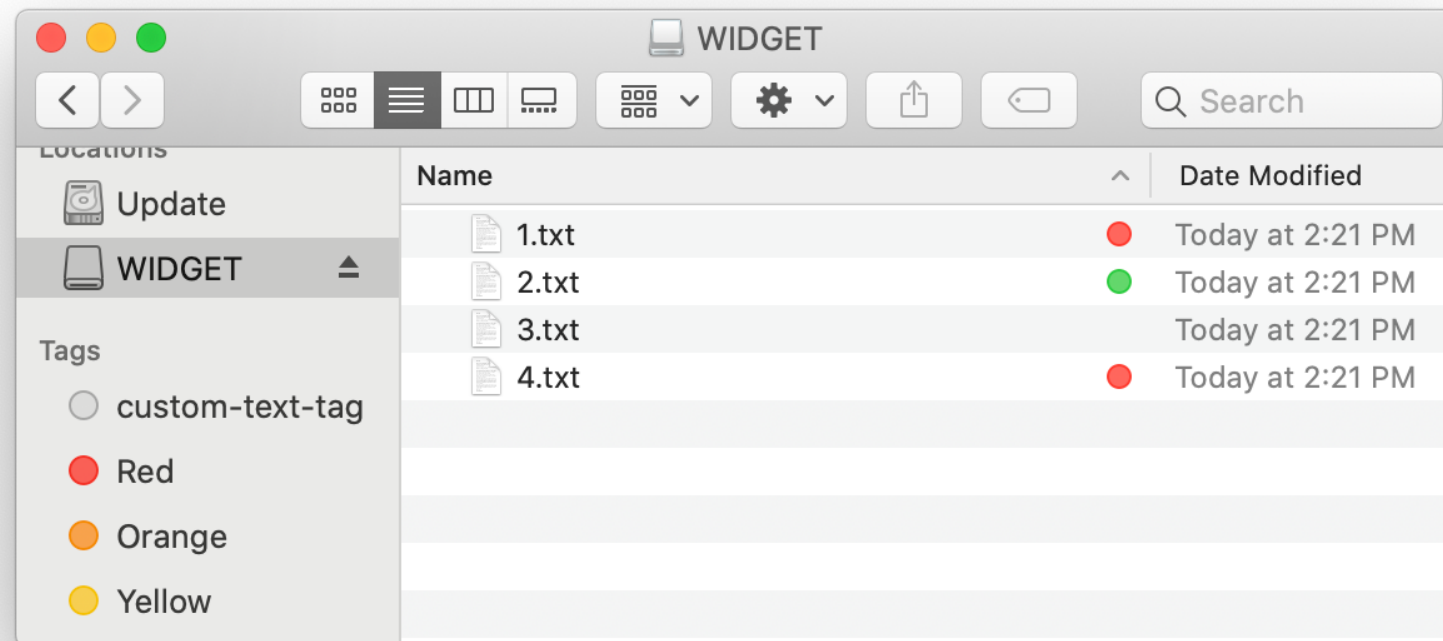 WIDGET
Search
Locations
Update
WIDGET
Tags
custom-text-tag
Red
Orange
Yellow
Name Date Modified
1.txt Today at 2:21 PM
2.txt Today at 2:21 PM
3.txt Today at 2:21 PM
4.txt Today at 2:21 PM